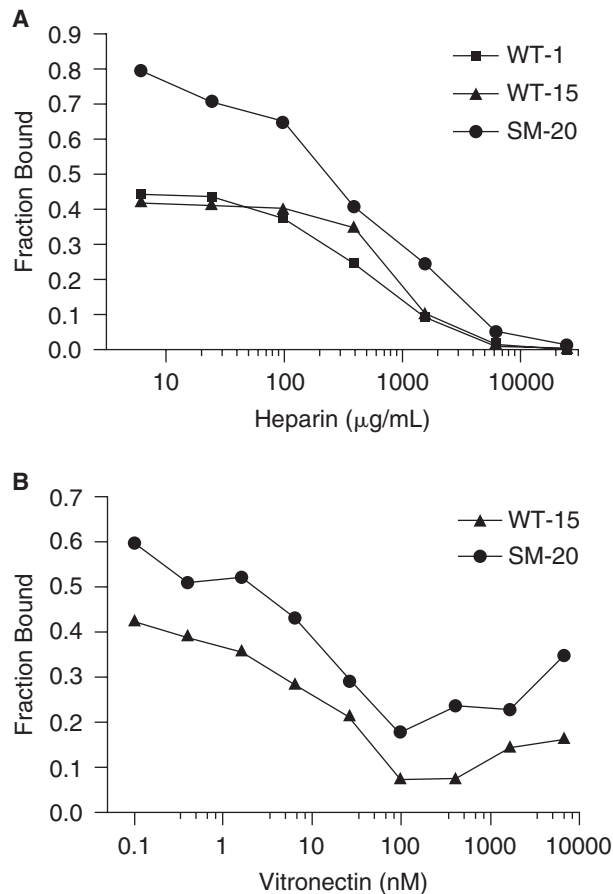 A
0.9
0.8
0.7
0.6
0.5
0.4
0.3
0.2
0.1
0.0
Fraction Bound
WT-1
WT-15
SM-20
10 100 1000 10000
Heparin (μg/mL)
B
0.7
0.6
0.5
0.4
0.3
0.2
0.1
0.0
Fraction Bound
WT-15
SM-20
0.1 1 10 100 1000 10000
Vitronectin (nM)